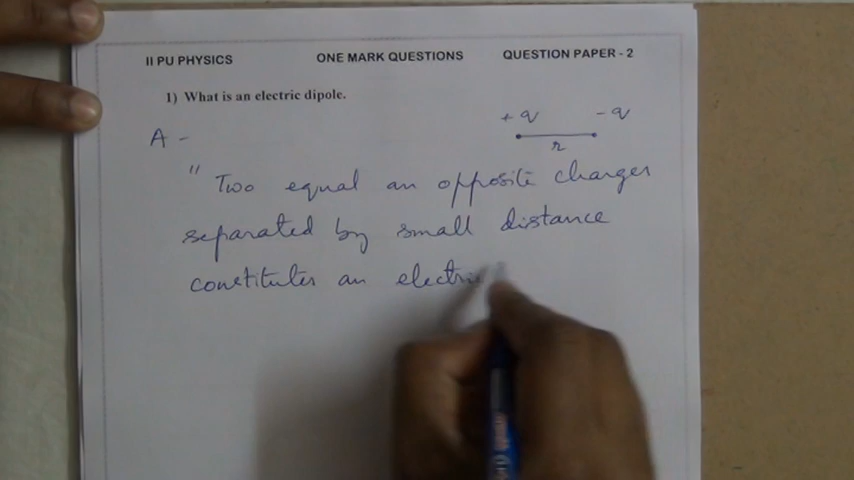 II PU PHYSICS ONE MARK QUESTIONS QUESTION PAPER - 2
1) What is an electric dipole.
+q -q
A -
r
" Two equal an opposite charges
separated by small distance
constitutes an electric